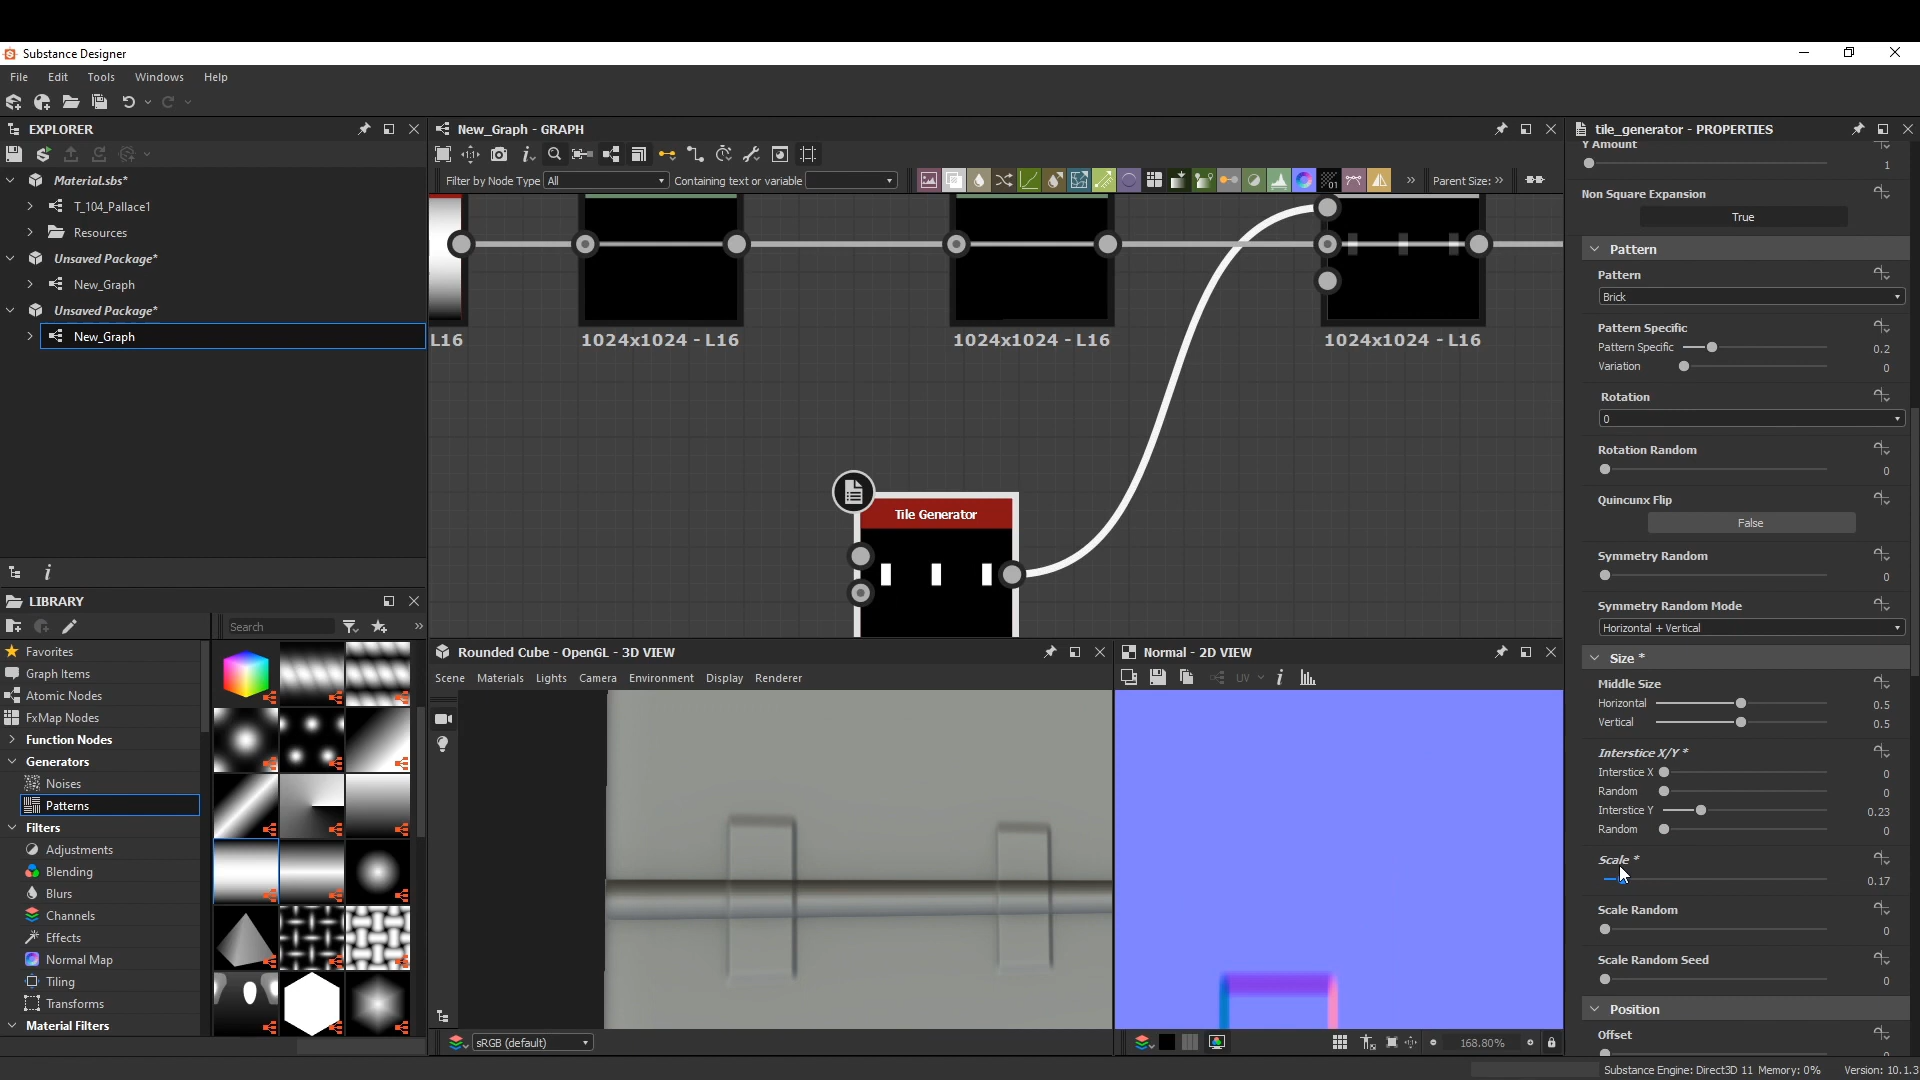 Substance Designer
File Edit Tools Windows Help
EXPLORER
New_Graph - GRAPH
tile_generator - PROPERTIES
Y Amount
1
Material.sbs*
T_104_Pallace1
Resources
Unsaved Package*
New_Graph
Unsaved Package*
New_Graph
Filter by Node Type All
Containing text or variable
01
Parent Size:
L16
1024x1024 - L16
1024x1024 - L16
1024x1024 - L16
Tile Generator
Non Square Expansion
True
Pattern
Pattern
Brick
Pattern Specific
Pattern Specific 0.2
Variation 0
Rotation
0
Rotation Random
0
Quincunx Flip
False
Symmetry Random
0
Symmetry Random Mode
Horizontal + Vertical
Size *
Middle Size
Horizontal 0.5
Vertical 0.5
Interstice X/Y *
Interstice X 0
Random 0
Interstice Y 0.23
Random 0
Scale *
0.17
Scale Random
0
Scale Random Seed
0
Position
Offset
LIBRARY
Search
Favorites
Graph Items
Atomic Nodes
FxMap Nodes
Function Nodes
Generators
Noises
Patterns
Filters
Adjustments
Blending
Blurs
Channels
Effects
Normal Map
Tiling
Transforms
Material Filters
Rounded Cube - OpenGL - 3D VIEW
Scene Materials Lights Camera Environment Display Renderer
sRGB (default)
Normal - 2D VIEW
UV
168.80%
Substance Engine: Direct3D 11 Memory: 0% Version: 10.1.3